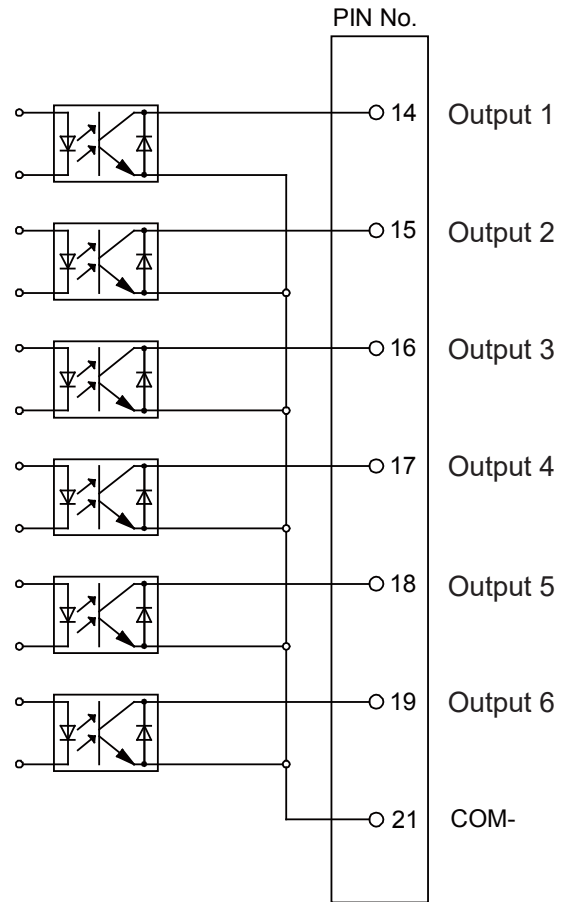 PIN No.
14 Output 1
15 Output 2
16 Output 3
17 Output 4
18 Output 5
19 Output 6
21 COM-